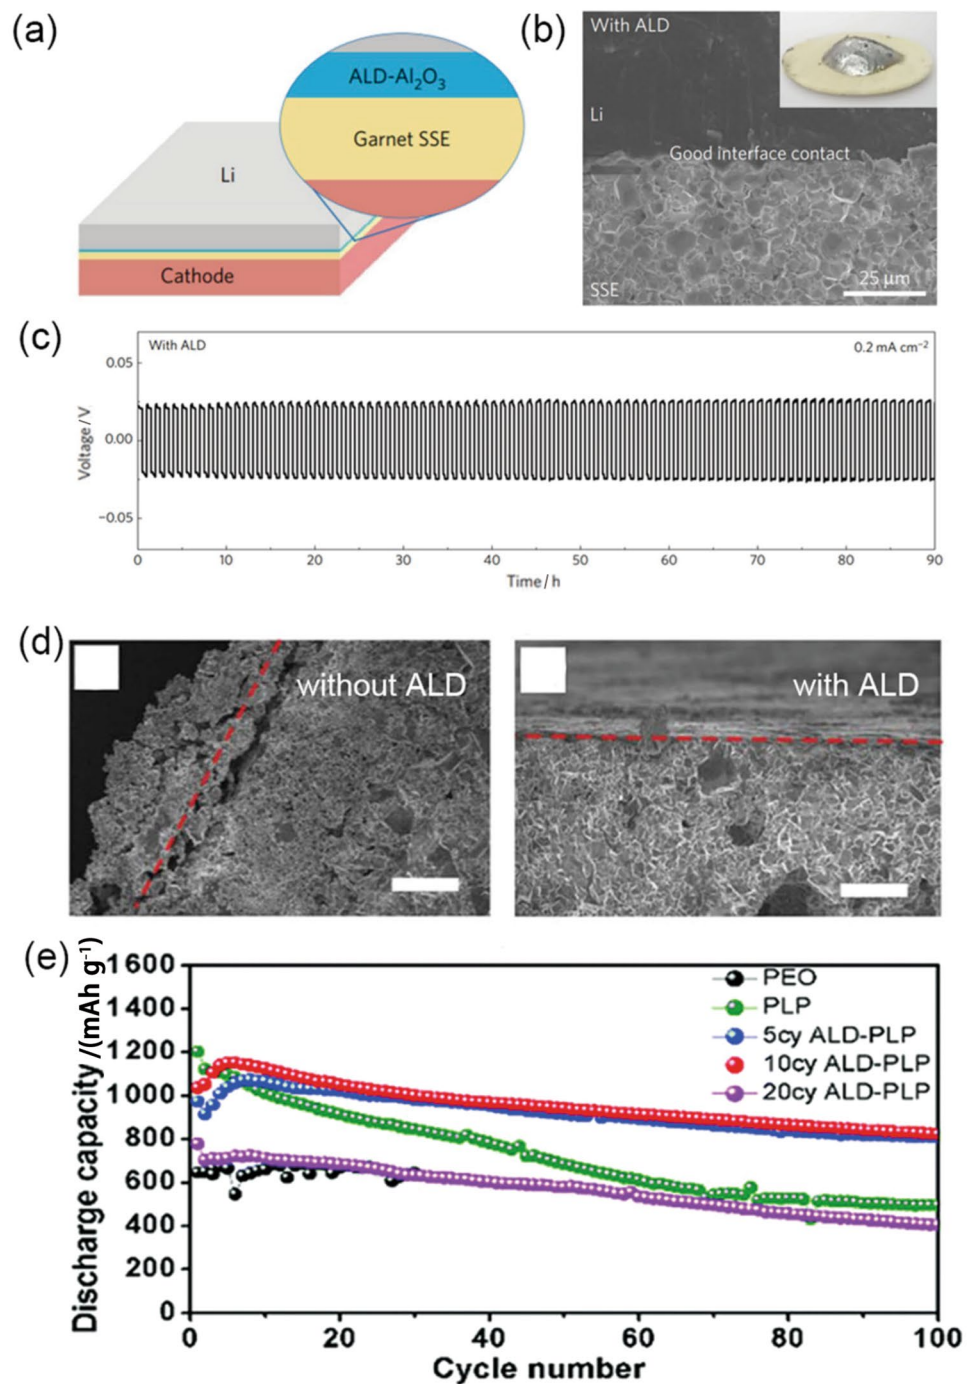 (a)
ALD-Al₂O₃
Garnet SSE
Li
Cathode
(b)
With ALD
Li
Good interface contact
SSE
25 μm
(c)
With ALD
0.2 mA cm⁻²
0.05
0.00
−0.05
Voltage / V
0 10 20 30 40 50 60 70 80 90
Time / h
(d)
without ALD
with ALD
(e)
Discharge capacity /(mAh g⁻¹)
1600
1400
1200
1000
800
600
400
200
0
PEO
PLP
5cy ALD-PLP
10cy ALD-PLP
20cy ALD-PLP
0 20 40 60 80 100
Cycle number